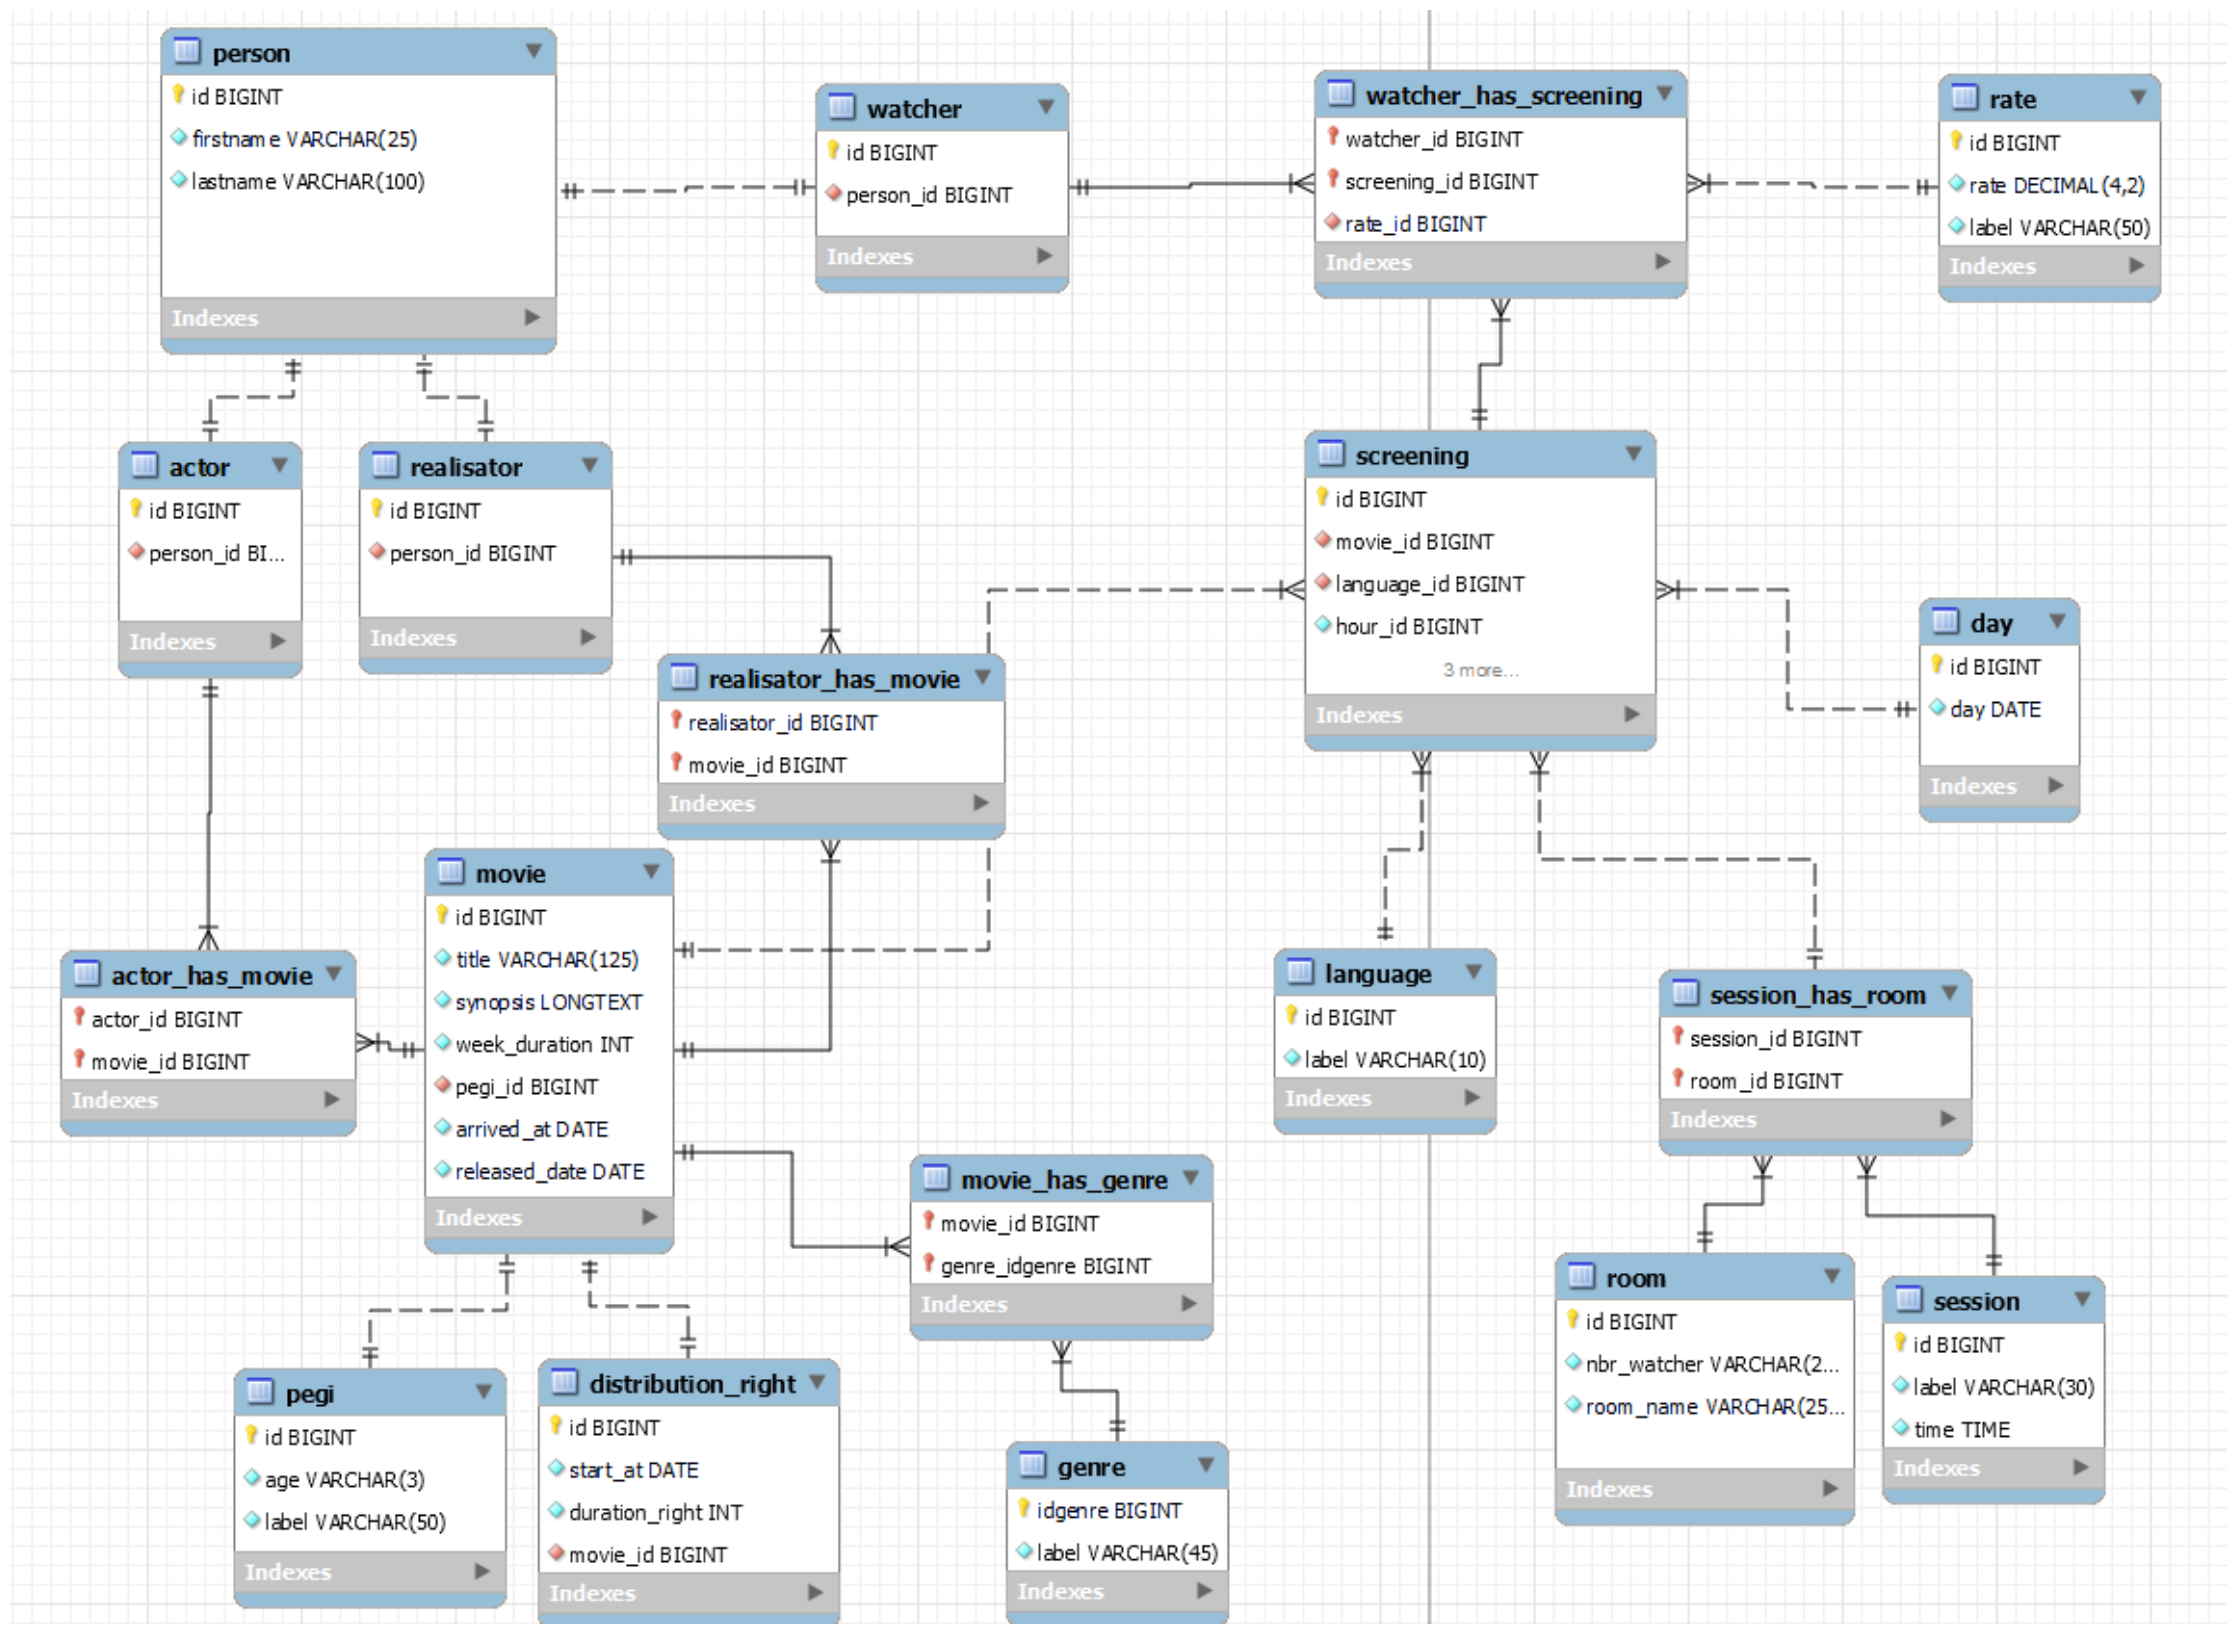 person
id BIGINT
firstname VARCHAR(25)
lastname VARCHAR(100)
Indexes
watcher
id BIGINT
person_id BIGINT
Indexes
watcher_has_screening
watcher_id BIGINT
screening_id BIGINT
rate_id BIGINT
Indexes
rate
id BIGINT
rate DECIMAL(4,2)
label VARCHAR(50)
Indexes
actor
id BIGINT
person_id BI...
Indexes
realisator
id BIGINT
person_id BIGINT
Indexes
screening
id BIGINT
movie_id BIGINT
language_id BIGINT
hour_id BIGINT
3 more...
Indexes
day
id BIGINT
day DATE
Indexes
realisator_has_movie
realisator_id BIGINT
movie_id BIGINT
Indexes
movie
id BIGINT
title VARCHAR(125)
synopsis LONGTEXT
week_duration INT
pegi_id BIGINT
arrived_at DATE
released_date DATE
Indexes
actor_has_movie
actor_id BIGINT
movie_id BIGINT
Indexes
language
id BIGINT
label VARCHAR(10)
Indexes
session_has_room
session_id BIGINT
room_id BIGINT
Indexes
movie_has_genre
movie_id BIGINT
genre_idgenre BIGINT
Indexes
room
id BIGINT
nbr_watcher VARCHAR(2...
room_name VARCHAR(25...
Indexes
session
id BIGINT
label VARCHAR(30)
time TIME
Indexes
pegi
id BIGINT
age VARCHAR(3)
label VARCHAR(50)
Indexes
distribution_right
id BIGINT
start_at DATE
duration_right INT
movie_id BIGINT
Indexes
genre
idgenre BIGINT
label VARCHAR(45)
Indexes